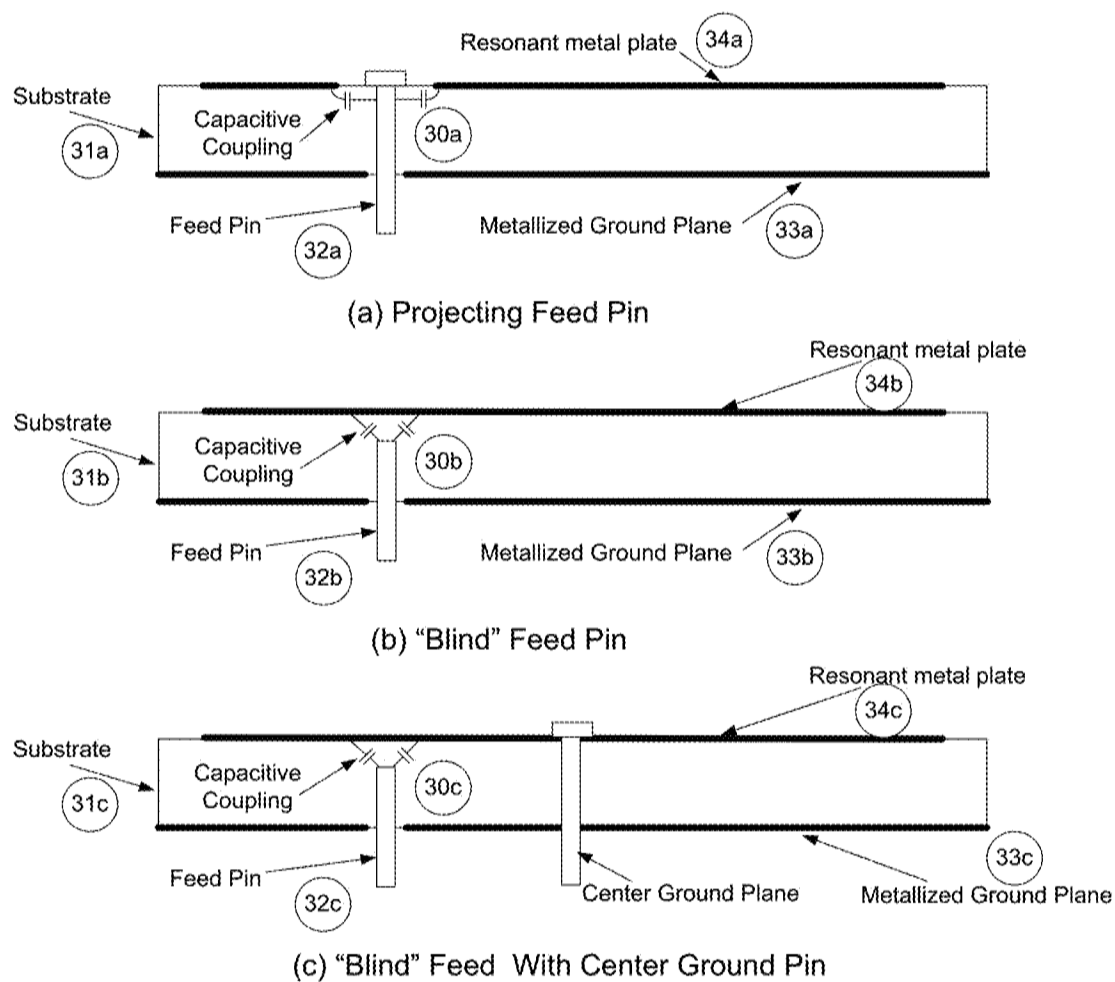 Resonant metal plate
34a
Substrate
31a
Capacitive
Coupling
30a
Feed Pin
32a
Metallized Ground Plane
33a
(a) Projecting Feed Pin
Resonant metal plate
34b
Substrate
31b
Capacitive
Coupling
30b
Feed Pin
32b
Metallized Ground Plane
33b
(b) “Blind” Feed Pin
Resonant metal plate
34c
Substrate
31c
Capacitive
Coupling
30c
Feed Pin
32c
Center Ground Plane
33c
Metallized Ground Plane
(c) “Blind” Feed With Center Ground Pin